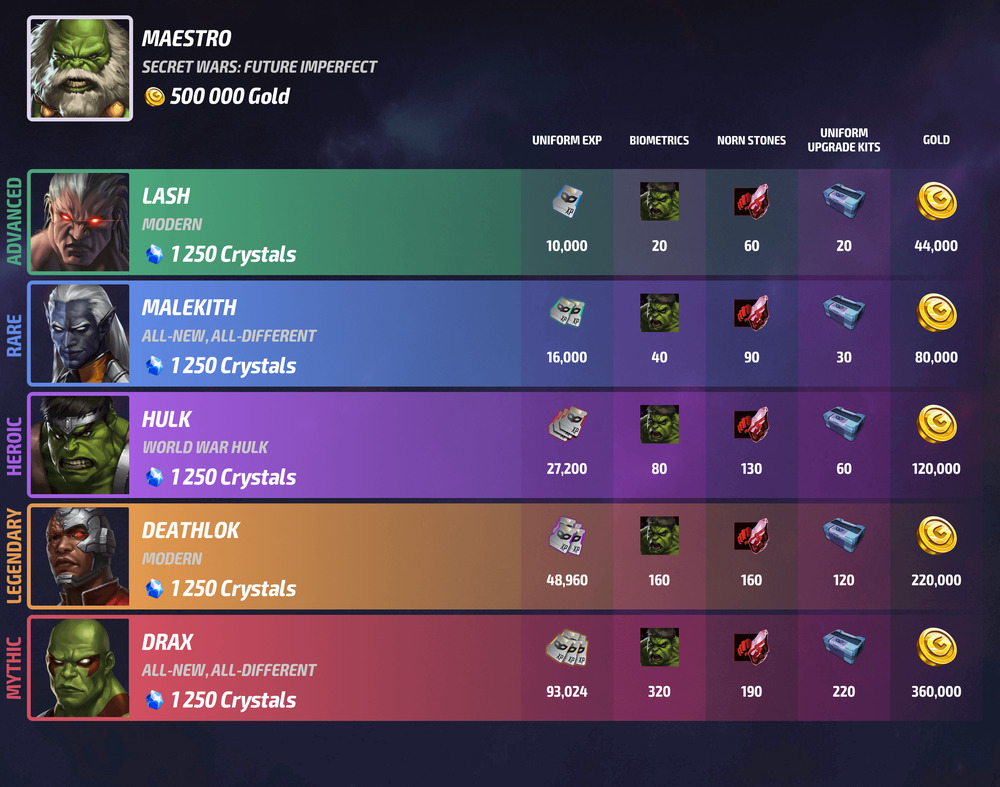 MAESTRO
SECRET WARS: FUTURE IMPERFECT
500 000 Gold
UNIFORM EXP
BIOMETRICS
NORN STONES
UNIFORM
UPGRADE KITS
GOLD
ADVANCED
LASH
MODERN
1 250 Crystals
10,000
20
60
20
44,000
RARE
MALEKITH
ALL-NEW, ALL-DIFFERENT
1 250 Crystals
16,000
40
90
30
80,000
HEROIC
HULK
WORLD WAR HULK
1 250 Crystals
27,200
80
130
60
120,000
LEGENDARY
DEATHLOK
MODERN
1 250 Crystals
48,960
160
160
120
220,000
MYTHIC
DRAX
ALL-NEW, ALL-DIFFERENT
1 250 Crystals
93,024
320
190
220
360,000